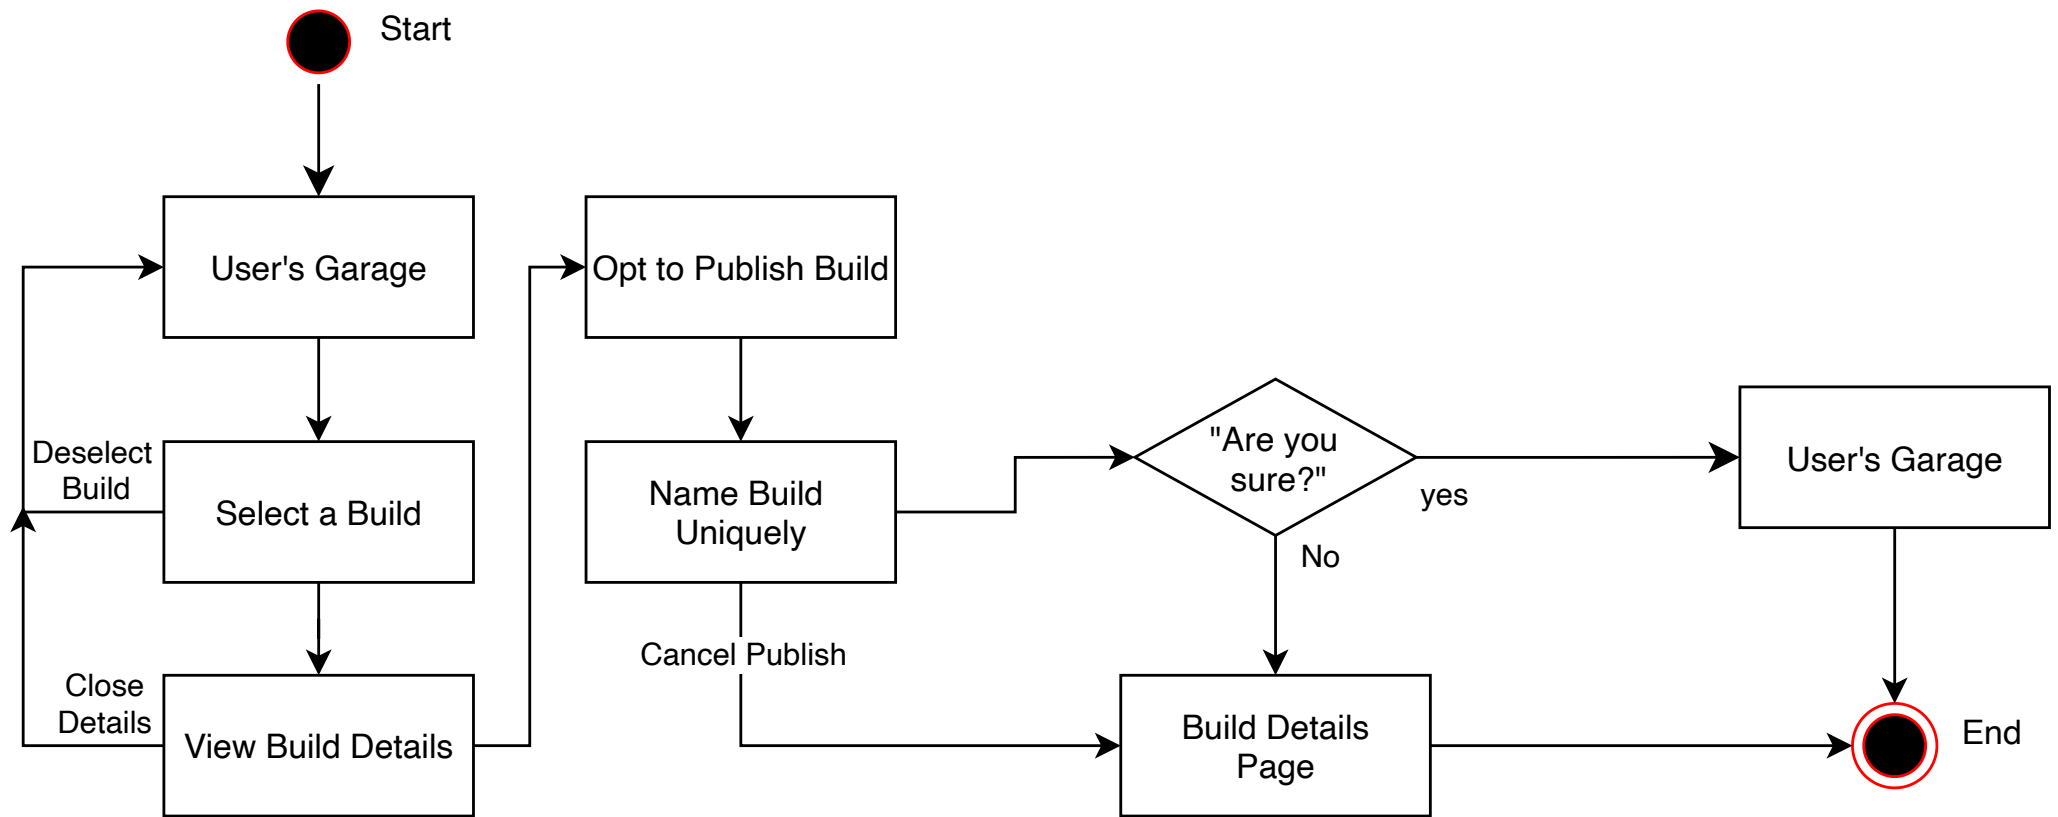 Start
User's Garage
Opt to Publish Build
Deselect
Build
Select a Build
Name Build
Uniquely
"Are you
sure?"
yes
User's Garage
No
Cancel Publish
Close
Details
View Build Details
Build Details
Page
End